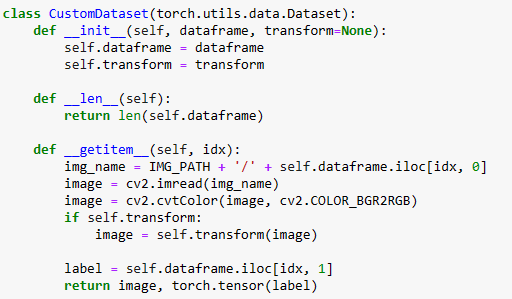 class CustomDataset(torch.utils.data.Dataset):
    def __init__(self, dataframe, transform=None):
        self.dataframe = dataframe
        self.transform = transform

    def __len__(self):
        return len(self.dataframe)

    def __getitem__(self, idx):
        img_name = IMG_PATH + '/' + self.dataframe.iloc[idx, 0]
        image = cv2.imread(img_name)
        image = cv2.cvtColor(image, cv2.COLOR_BGR2RGB)
        if self.transform:
            image = self.transform(image)

        label = self.dataframe.iloc[idx, 1]
        return image, torch.tensor(label)